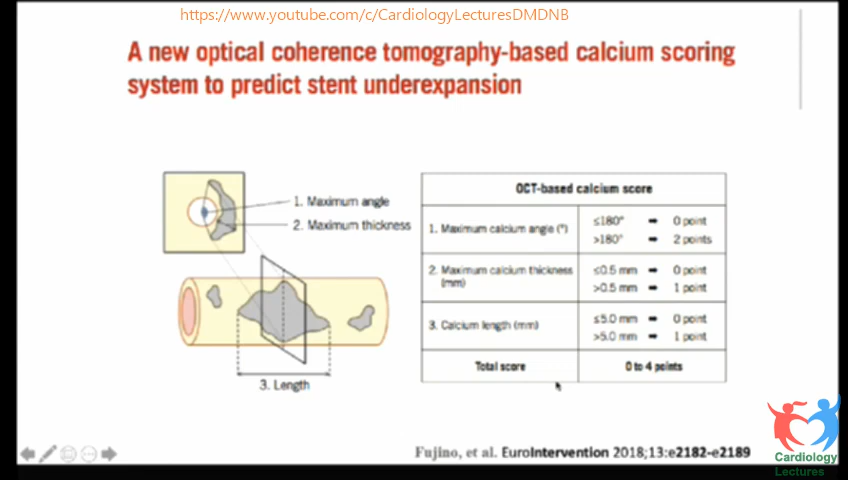 https://www.youtube.com/c/CardiologyLecturesDMDNB
A new optical coherence tomography-based calcium scoring
system to predict stent underexpansion
1. Maximum angle
2. Maximum thickness
3. Length
OCT-based calcium score
1. Maximum calcium angle (°)
≤180° ➡ 0 point
>180° ➡ 2 points
2. Maximum calcium thickness
(mm)
≤0.5 mm ➡ 0 point
>0.5 mm ➡ 1 point
3. Calcium length (mm)
≤5.0 mm ➡ 0 point
>5.0 mm ➡ 1 point
Total score
0 to 4 points
Fujino, et al. EuroIntervention 2018;13:e2182-e2189
Cardiology
Lectures